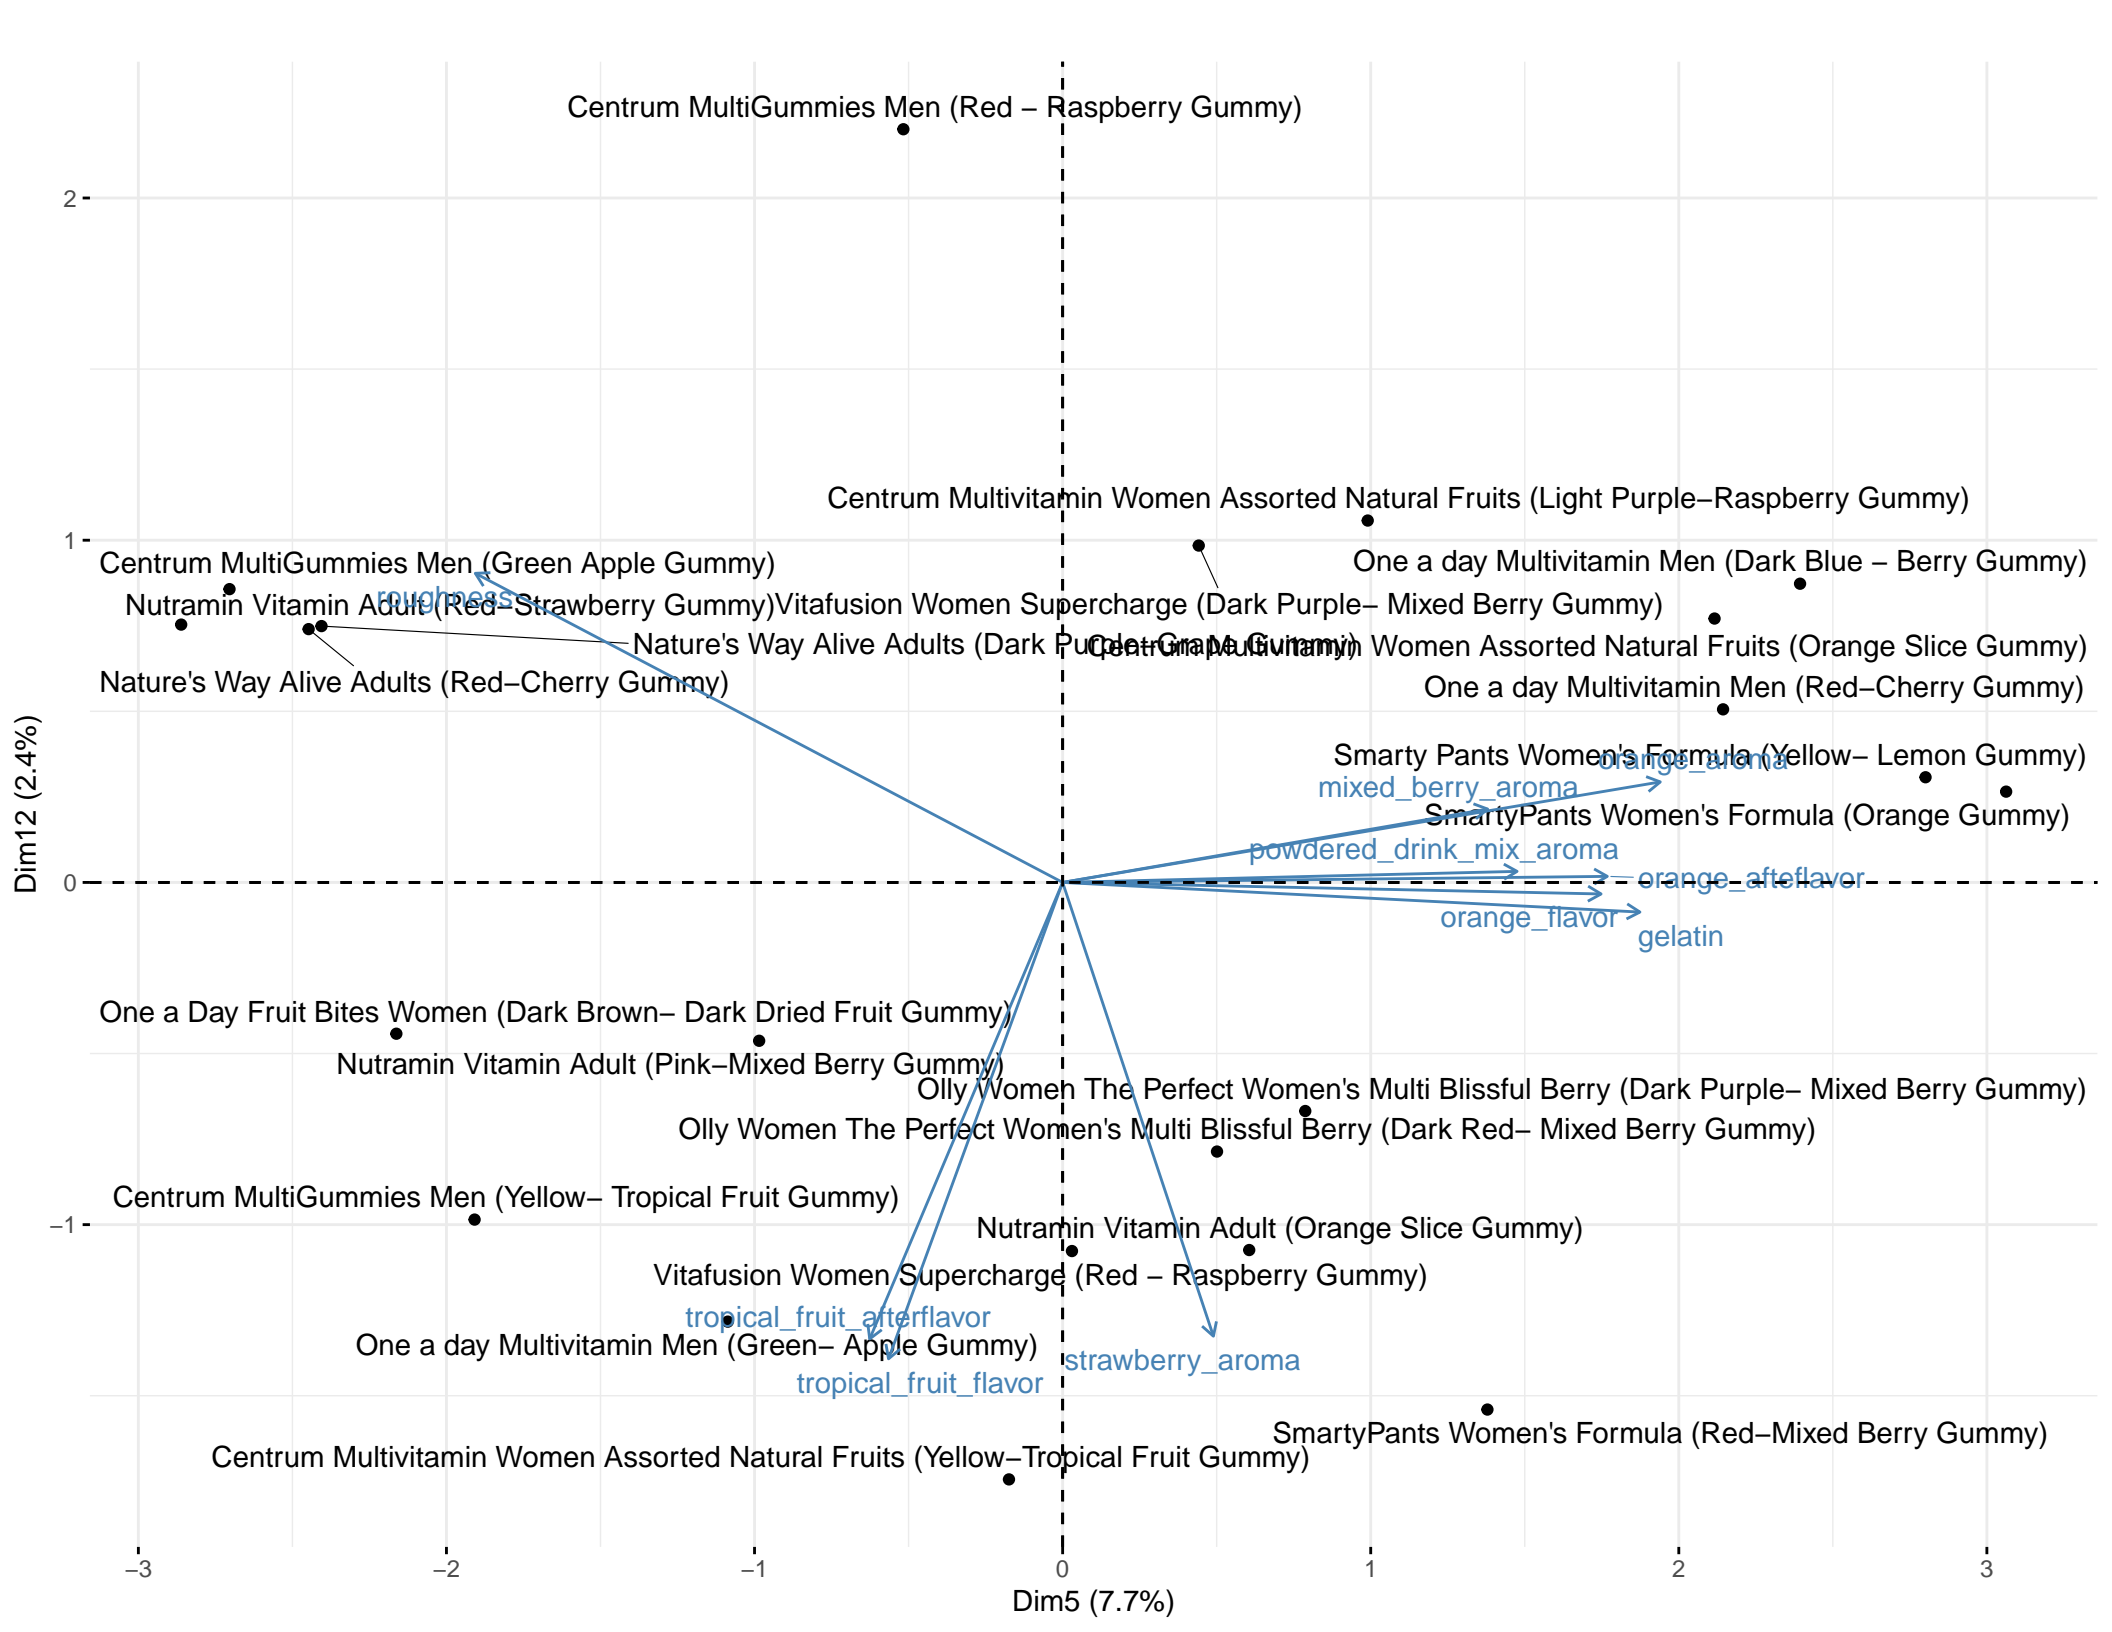 Centrum MultiGummies Men (Red – Raspberry Gummy)
2
Centrum Multivitamin Women Assorted Natural Fruits (Light Purple–Raspberry Gummy)
1
Centrum MultiGummies Men (Green Apple Gummy)
One a day Multivitamin Men (Dark Blue – Berry Gummy)
roughness
Nutramin Vitamin Adult (Red–Strawberry Gummy)
Vitafusion Women Supercharge (Dark Purple– Mixed Berry Gummy)
Nature's Way Alive Adults (Dark Purple–Grape Gummy)
Centrum Multivitamin Women Assorted Natural Fruits (Orange Slice Gummy)
Nature's Way Alive Adults (Red–Cherry Gummy)
One a day Multivitamin Men (Red–Cherry Gummy)
Smarty Pants Women's Formula (Yellow– Lemon Gummy)
orange_aroma
mixed_berry_aroma
SmartyPants Women's Formula (Orange Gummy)
powdered_drink_mix_aroma
0
orange_afteflavor
orange_flavor
gelatin
Dim12 (2.4%)
One a Day Fruit Bites Women (Dark Brown– Dark Dried Fruit Gummy)
Nutramin Vitamin Adult (Pink–Mixed Berry Gummy)
Olly Women The Perfect Women's Multi Blissful Berry (Dark Purple– Mixed Berry Gummy)
Olly Women The Perfect Women's Multi Blissful Berry (Dark Red– Mixed Berry Gummy)
Centrum MultiGummies Men (Yellow– Tropical Fruit Gummy)
–1
Nutramin Vitamin Adult (Orange Slice Gummy)
Vitafusion Women Supercharge (Red – Raspberry Gummy)
tropical_fruit_afterflavor
One a day Multivitamin Men (Green– Apple Gummy)
strawberry_aroma
tropical_fruit_flavor
SmartyPants Women's Formula (Red–Mixed Berry Gummy)
Centrum Multivitamin Women Assorted Natural Fruits (Yellow–Tropical Fruit Gummy)
–3 –2 –1 0 1 2 3
Dim5 (7.7%)